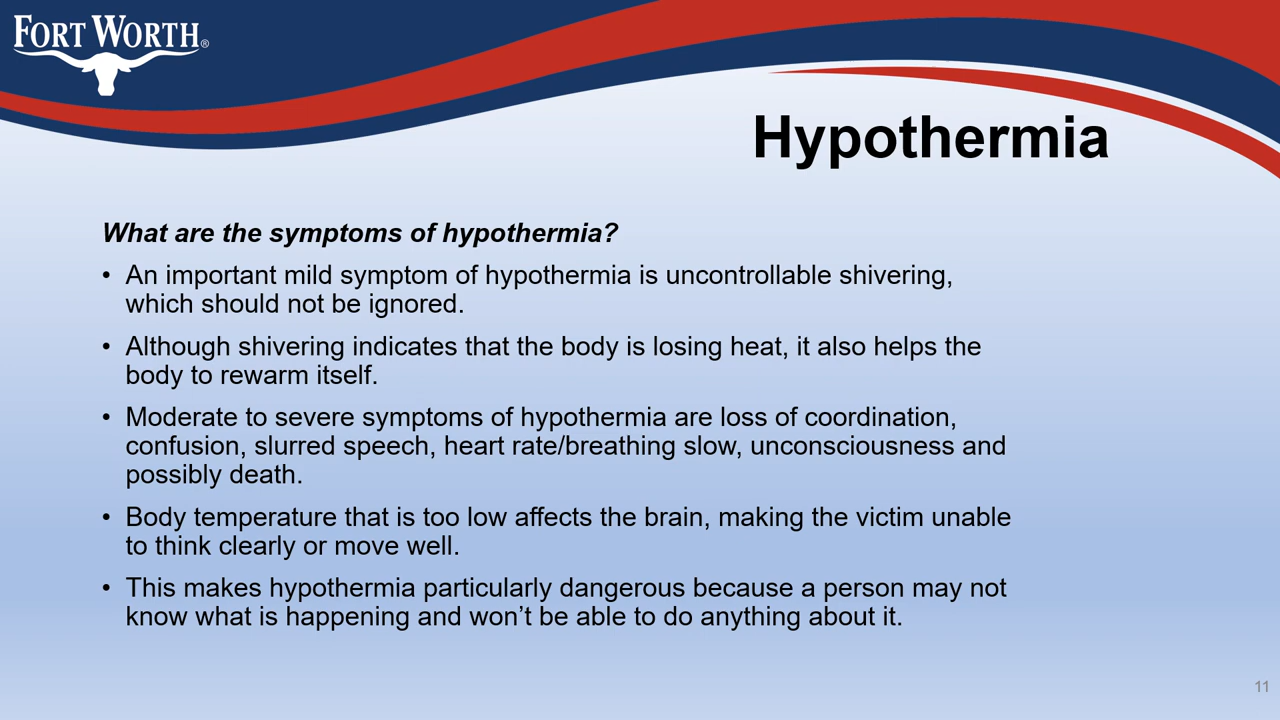 FORT WORTH®
Hypothermia
What are the symptoms of hypothermia?
• An important mild symptom of hypothermia is uncontrollable shivering,
which should not be ignored.
• Although shivering indicates that the body is losing heat, it also helps the
body to rewarm itself.
• Moderate to severe symptoms of hypothermia are loss of coordination,
confusion, slurred speech, heart rate/breathing slow, unconsciousness and
possibly death.
• Body temperature that is too low affects the brain, making the victim unable
to think clearly or move well.
• This makes hypothermia particularly dangerous because a person may not
know what is happening and won’t be able to do anything about it.
11